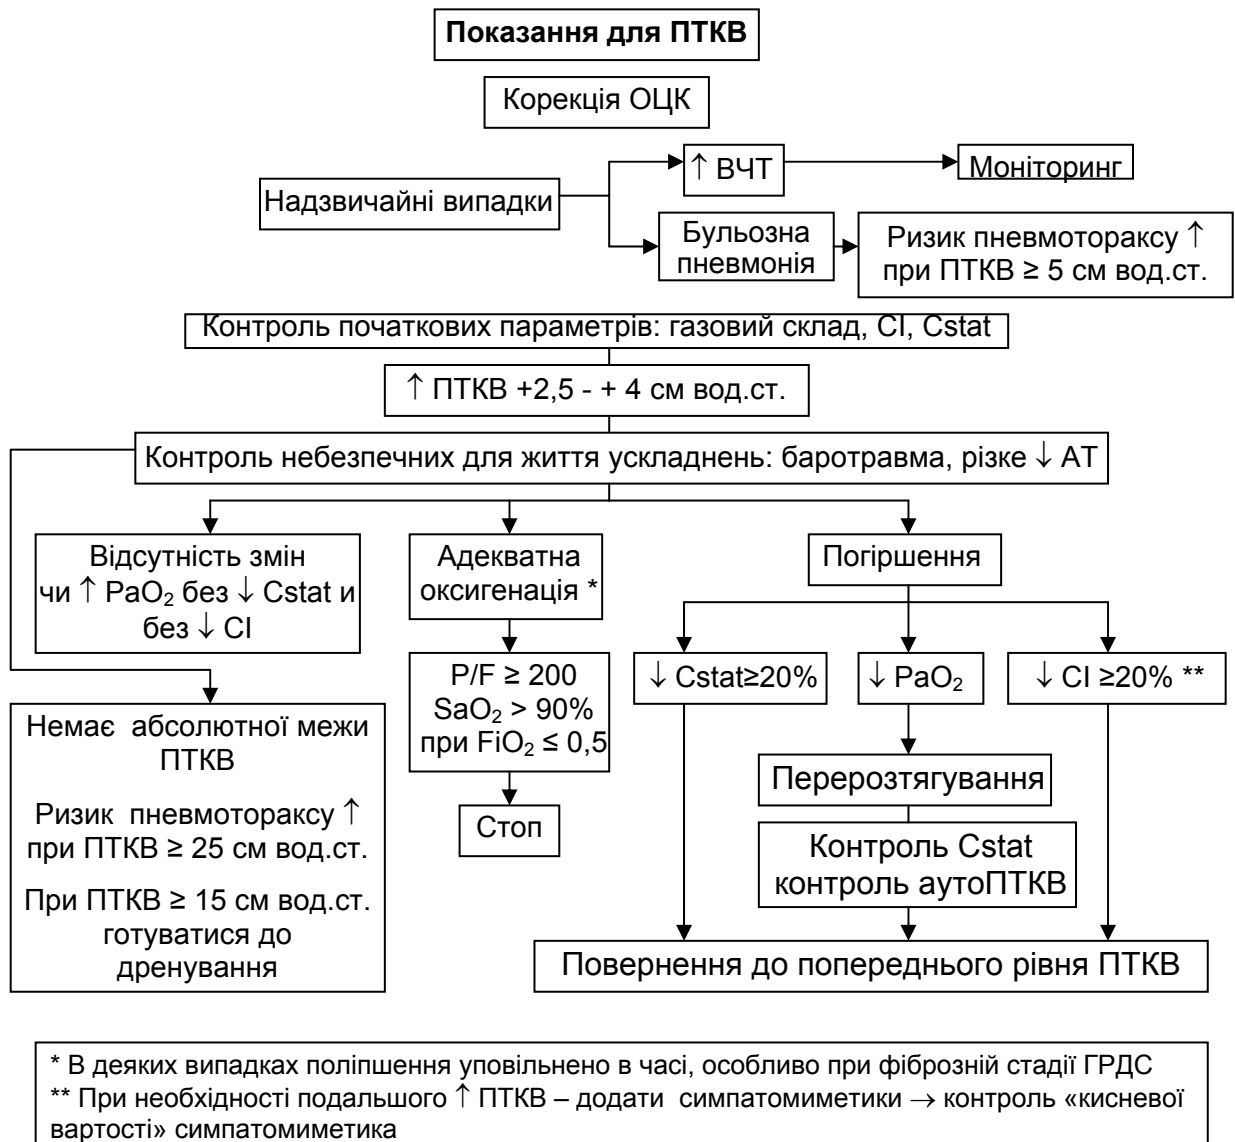 Показання для ПТКВ
Корекція ОЦК
Надзвичайні випадки
↑ ВЧТ
Моніторинг
Бульозна
пневмонія
Ризик пневмотораксу ↑
при ПТКВ ≥ 5 см вод.ст.
Контроль початкових параметрів: газовий склад, CI, Cstat
↑ ПТКВ +2,5 - + 4 см вод.ст.
Контроль небезпечних для життя ускладнень: баротравма, різке ↓ АТ
Відсутність змін
чи ↑ PaO₂ без ↓ Cstat и
без ↓ CI
Адекватна
оксигенація *
Погіршення
P/F ≥ 200
SaO₂ > 90%
при FiO₂ ≤ 0,5
Стоп
↓ Cstat≥20%
↓ PaO₂
↓ CI ≥20% **
Перерозтягування
Контроль Cstat
контроль аутоПТКВ
Повернення до попереднього рівня ПТКВ
Немає абсолютної межи
ПТКВ
Ризик пневмотораксу ↑
при ПТКВ ≥ 25 см вод.ст.
При ПТКВ ≥ 15 см вод.ст.
готуватися до
дренування
* В деяких випадках поліпшення уповільнено в часі, особливо при фіброзній стадії ГРДС
** При необхідності подальшого ↑ ПТКВ – додати симпатомиметики → контроль «кисневої
вартості» симпатомиметика